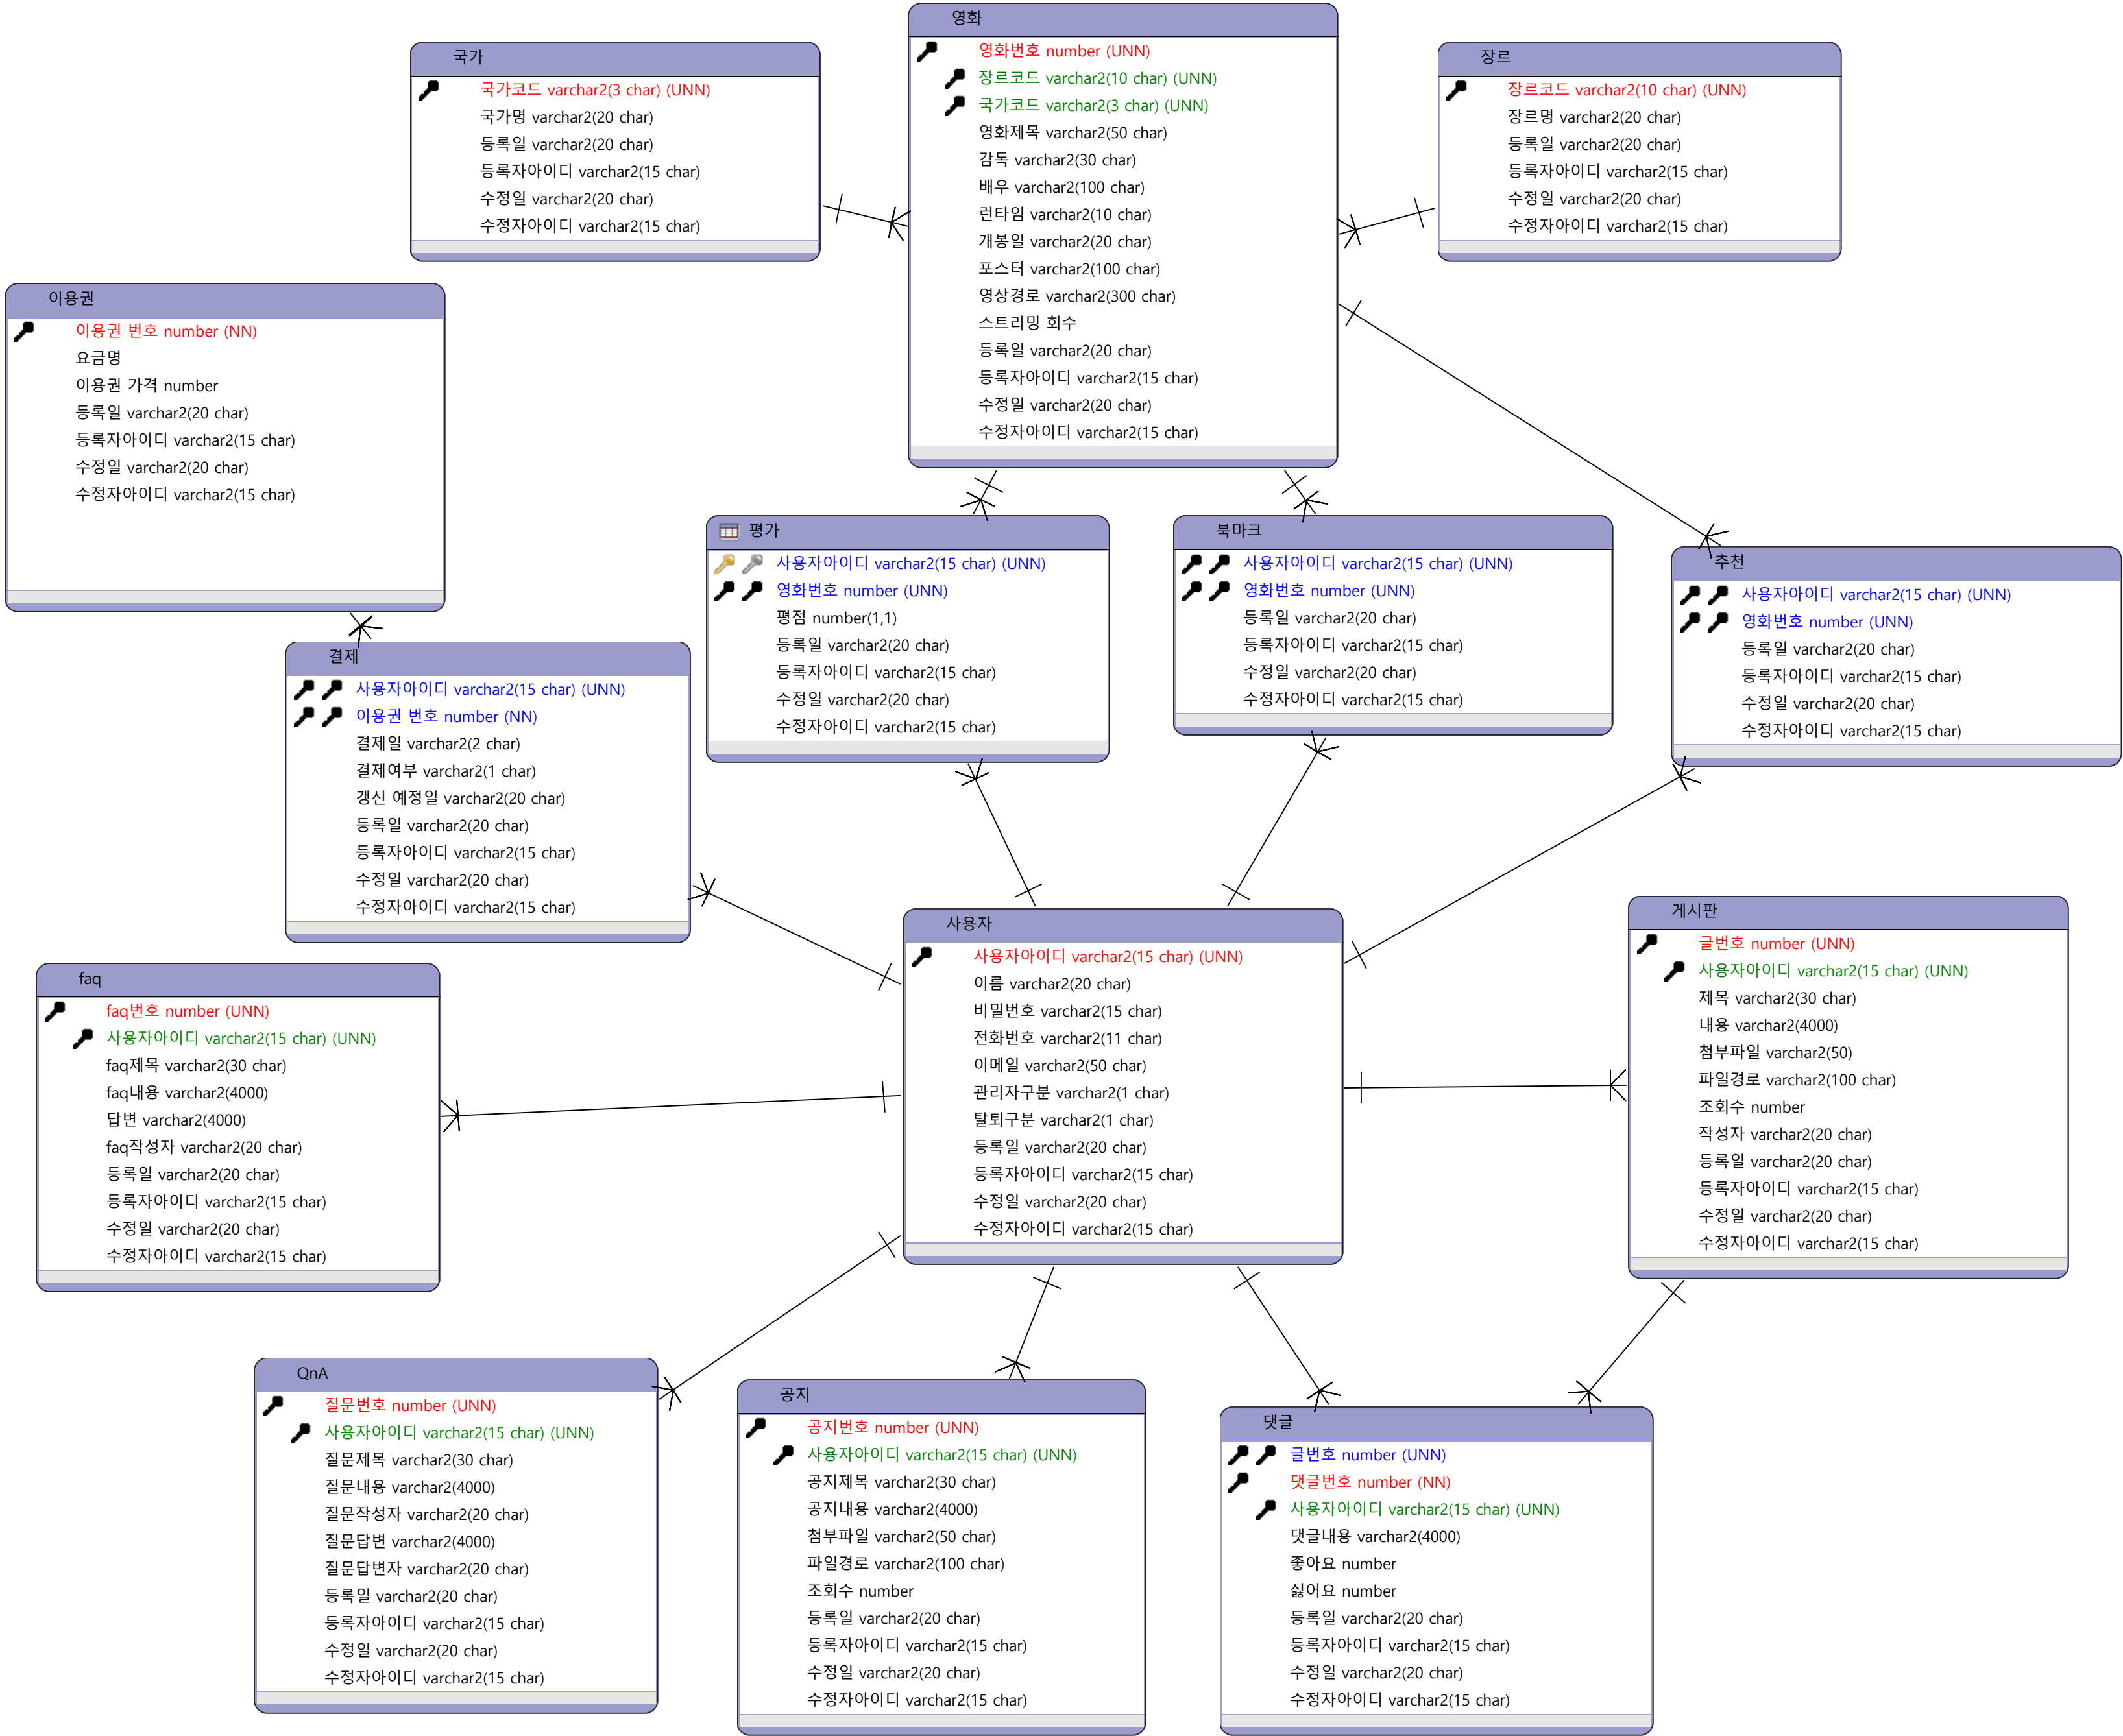 영화
영화번호 number (UNN)
장르코드 varchar2(10 char) (UNN)
국가코드 varchar2(3 char) (UNN)
영화제목 varchar2(50 char)
감독 varchar2(30 char)
배우 varchar2(100 char)
런타임 varchar2(10 char)
개봉일 varchar2(20 char)
포스터 varchar2(100 char)
영상경로 varchar2(300 char)
스트리밍 회수
등록일 varchar2(20 char)
등록자아이디 varchar2(15 char)
수정일 varchar2(20 char)
수정자아이디 varchar2(15 char)
국가
국가코드 varchar2(3 char) (UNN)
국가명 varchar2(20 char)
등록일 varchar2(20 char)
등록자아이디 varchar2(15 char)
수정일 varchar2(20 char)
수정자아이디 varchar2(15 char)
장르
장르코드 varchar2(10 char) (UNN)
장르명 varchar2(20 char)
등록일 varchar2(20 char)
등록자아이디 varchar2(15 char)
수정일 varchar2(20 char)
수정자아이디 varchar2(15 char)
이용권
이용권 번호 number (NN)
요금명
이용권 가격 number
등록일 varchar2(20 char)
등록자아이디 varchar2(15 char)
수정일 varchar2(20 char)
수정자아이디 varchar2(15 char)
평가
사용자아이디 varchar2(15 char) (UNN)
영화번호 number (UNN)
평점 number(1,1)
등록일 varchar2(20 char)
등록자아이디 varchar2(15 char)
수정일 varchar2(20 char)
수정자아이디 varchar2(15 char)
북마크
사용자아이디 varchar2(15 char) (UNN)
영화번호 number (UNN)
등록일 varchar2(20 char)
등록자아이디 varchar2(15 char)
수정일 varchar2(20 char)
수정자아이디 varchar2(15 char)
추천
사용자아이디 varchar2(15 char) (UNN)
영화번호 number (UNN)
등록일 varchar2(20 char)
등록자아이디 varchar2(15 char)
수정일 varchar2(20 char)
수정자아이디 varchar2(15 char)
결제
사용자아이디 varchar2(15 char) (UNN)
이용권 번호 number (NN)
결제일 varchar2(2 char)
결제여부 varchar2(1 char)
갱신 예정일 varchar2(20 char)
등록일 varchar2(20 char)
등록자아이디 varchar2(15 char)
수정일 varchar2(20 char)
수정자아이디 varchar2(15 char)
사용자
사용자아이디 varchar2(15 char) (UNN)
이름 varchar2(20 char)
비밀번호 varchar2(15 char)
전화번호 varchar2(11 char)
이메일 varchar2(50 char)
관리자구분 varchar2(1 char)
탈퇴구분 varchar2(1 char)
등록일 varchar2(20 char)
등록자아이디 varchar2(15 char)
수정일 varchar2(20 char)
수정자아이디 varchar2(15 char)
게시판
글번호 number (UNN)
사용자아이디 varchar2(15 char) (UNN)
제목 varchar2(30 char)
내용 varchar2(4000)
첨부파일 varchar2(50)
파일경로 varchar2(100 char)
조회수 number
작성자 varchar2(20 char)
등록일 varchar2(20 char)
등록자아이디 varchar2(15 char)
수정일 varchar2(20 char)
수정자아이디 varchar2(15 char)
faq
faq번호 number (UNN)
사용자아이디 varchar2(15 char) (UNN)
faq제목 varchar2(30 char)
faq내용 varchar2(4000)
답변 varchar2(4000)
faq작성자 varchar2(20 char)
등록일 varchar2(20 char)
등록자아이디 varchar2(15 char)
수정일 varchar2(20 char)
수정자아이디 varchar2(15 char)
QnA
질문번호 number (UNN)
사용자아이디 varchar2(15 char) (UNN)
질문제목 varchar2(30 char)
질문내용 varchar2(4000)
질문작성자 varchar2(20 char)
질문답변 varchar2(4000)
질문답변자 varchar2(20 char)
등록일 varchar2(20 char)
등록자아이디 varchar2(15 char)
수정일 varchar2(20 char)
수정자아이디 varchar2(15 char)
공지
공지번호 number (UNN)
사용자아이디 varchar2(15 char) (UNN)
공지제목 varchar2(30 char)
공지내용 varchar2(4000)
첨부파일 varchar2(50 char)
파일경로 varchar2(100 char)
조회수 number
등록일 varchar2(20 char)
등록자아이디 varchar2(15 char)
수정일 varchar2(20 char)
수정자아이디 varchar2(15 char)
댓글
글번호 number (UNN)
댓글번호 number (NN)
사용자아이디 varchar2(15 char) (UNN)
댓글내용 varchar2(4000)
좋아요 number
싫어요 number
등록일 varchar2(20 char)
등록자아이디 varchar2(15 char)
수정일 varchar2(20 char)
수정자아이디 varchar2(15 char)